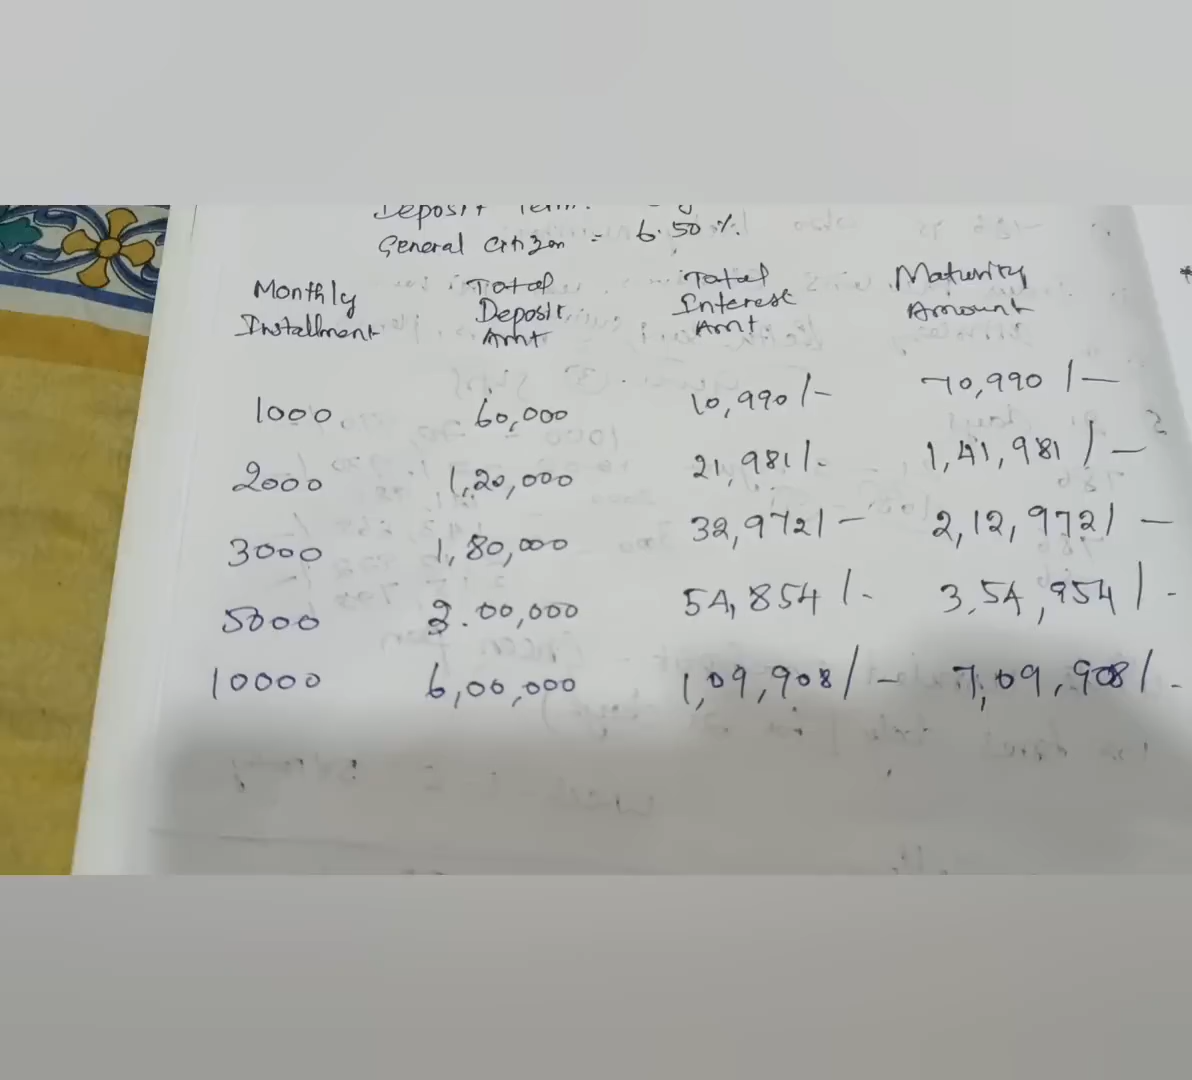 Deposit Term:
General Citizen = 6.50%.
Monthly Installment Total Deposit Amt Total Interest Amt Maturity Amount
1000 60,000 10,990/- 70,990/-
2000 1,20,000 21,981/- 1,41,981/-
3000 1,80,000 32,972/- 2,12,972/-
5000 3.00,000 54,854/- 3,54,954/-
10000 6,00,000 1,09,908/- 7,09,908/-